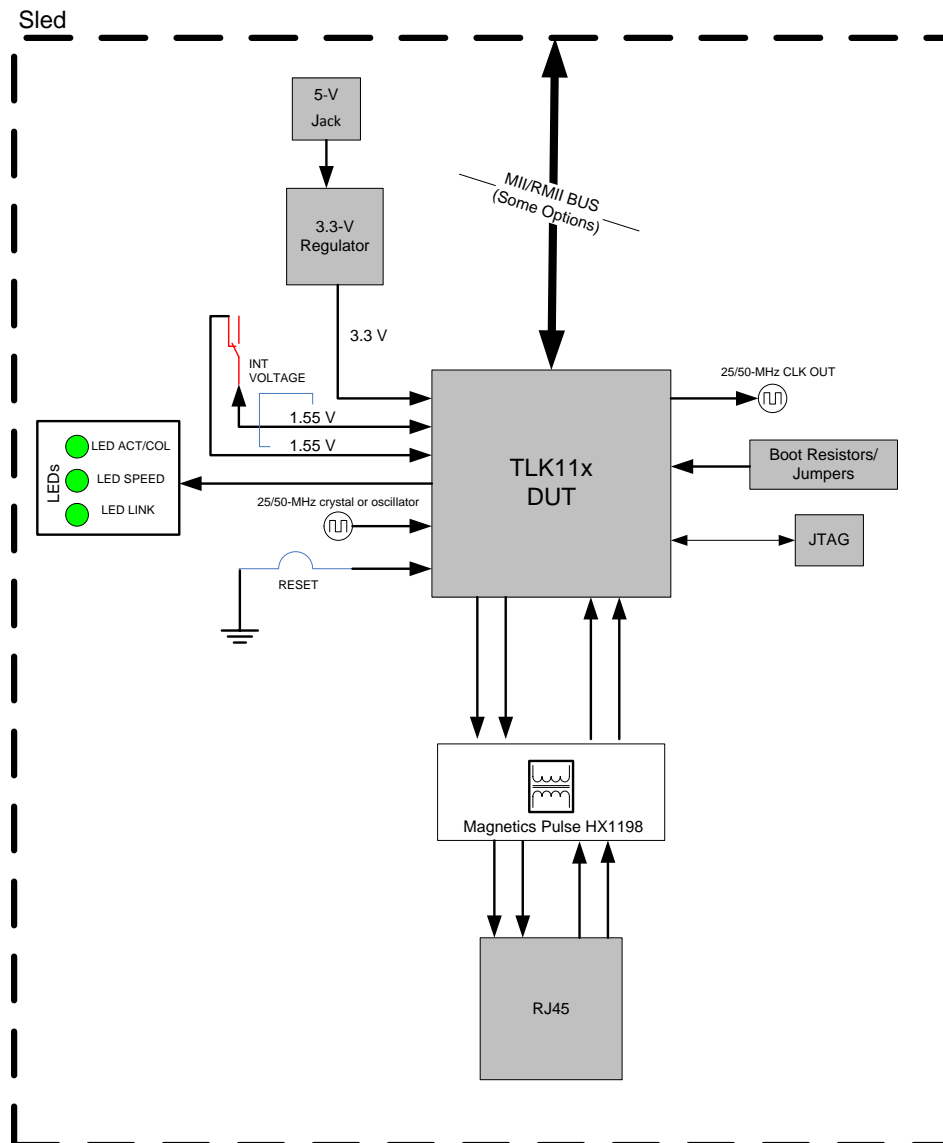 Sled
5-V
Jack
MII/RMII BUS
(Some Options)
3.3-V
Regulator
3.3 V
INT
VOLTAGE
1.55 V
1.55 V
25/50-MHz CLK OUT
LEDs
LED ACT/COL
LED SPEED
LED LINK
TLK11x
DUT
Boot Resistors/
Jumpers
25/50-MHz crystal or oscillator
JTAG
RESET
Magnetics Pulse HX1198
RJ45